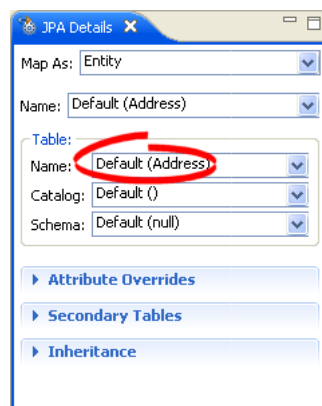 JPA Details
Map As: Entity
Name: Default (Address)
Table:
Name: Default (Address)
Catalog: Default ()
Schema: Default (null)
Attribute Overrides
Secondary Tables
Inheritance